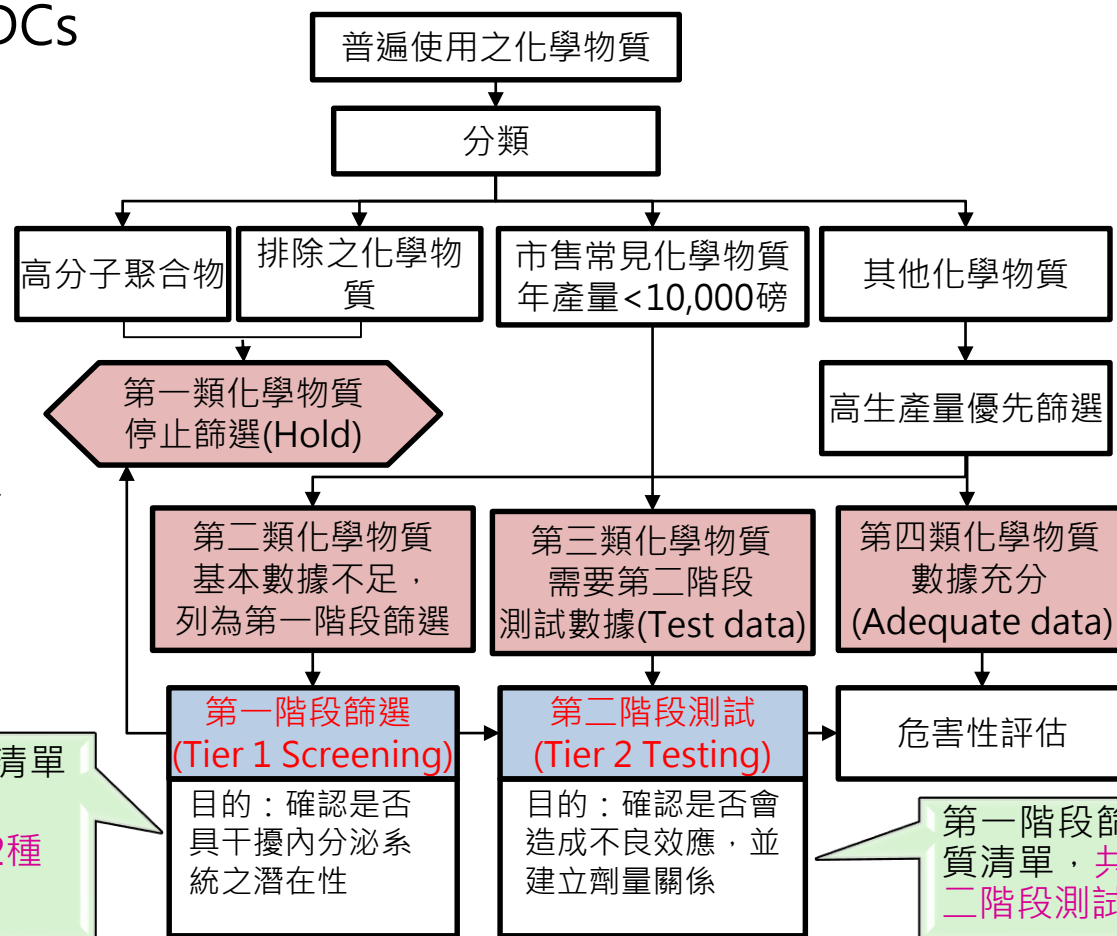 DCs
普遍使用之化學物質
分類
高分子聚合物
排除之化學物
質
市售常見化學物質
年產量<10,000磅
其他化學物質
第一類化學物質
停止篩選(Hold)
高生產量優先篩選
第二類化學物質
基本數據不足，
列為第一階段篩選
第三類化學物質
需要第二階段
測試數據(Test data)
第四類化學物質
數據充分
(Adequate data)
第一階段篩選
(Tier 1 Screening)
目的：確認是否
具干擾內分泌系
統之潛在性
第二階段測試
(Tier 2 Testing)
目的：確認是否會
造成不良效應，並
建立劑量關係
危害性評估
清單
2種
第一階段篩
質清單，共
二階段測試